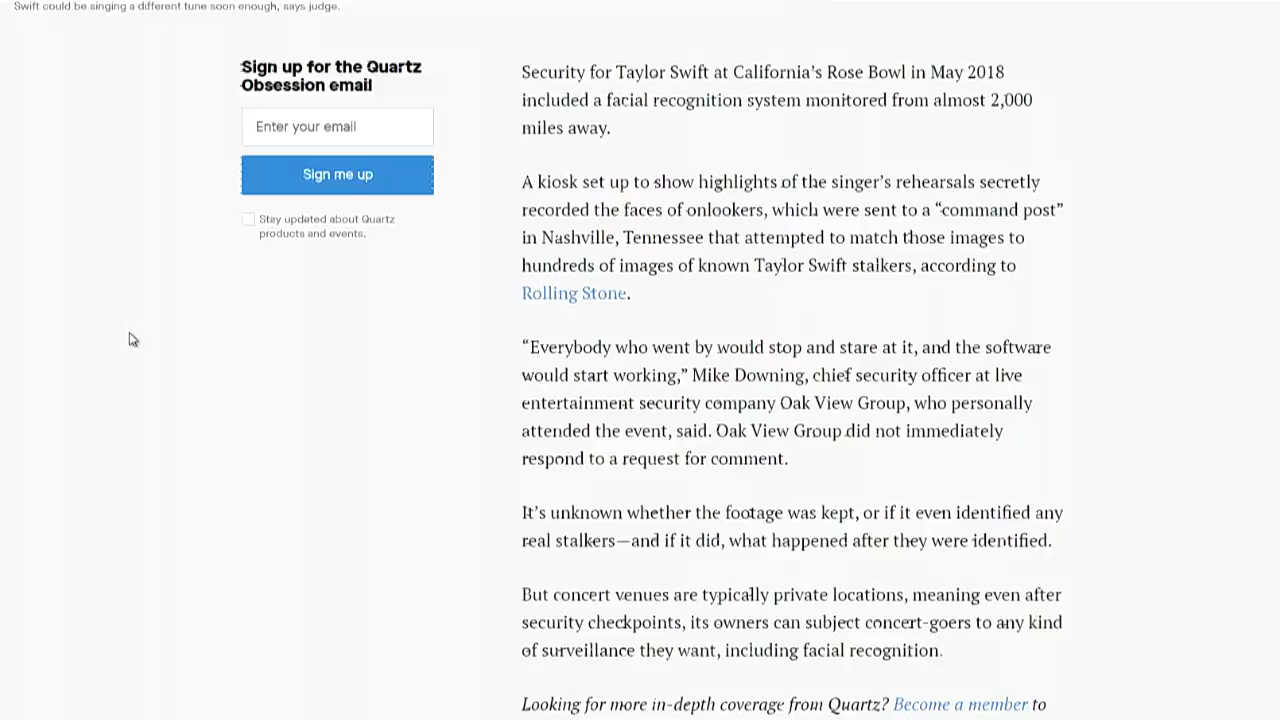 Swift could be singing a different tune soon enough, says judge.
Sign up for the Quartz
Obsession email
Enter your email
Sign me up
Stay updated about Quartz
products and events.
Security for Taylor Swift at California’s Rose Bowl in May 2018
included a facial recognition system monitored from almost 2,000
miles away.
A kiosk set up to show highlights of the singer’s rehearsals secretly
recorded the faces of onlookers, which were sent to a “command post”
in Nashville, Tennessee that attempted to match those images to
hundreds of images of known Taylor Swift stalkers, according to
Rolling Stone.
“Everybody who went by would stop and stare at it, and the software
would start working,” Mike Downing, chief security officer at live
entertainment security company Oak View Group, who personally
attended the event, said. Oak View Group did not immediately
respond to a request for comment.
It’s unknown whether the footage was kept, or if it even identified any
real stalkers—and if it did, what happened after they were identified.
But concert venues are typically private locations, meaning even after
security checkpoints, its owners can subject concert-goers to any kind
of surveillance they want, including facial recognition.
Looking for more in-depth coverage from Quartz? Become a member to